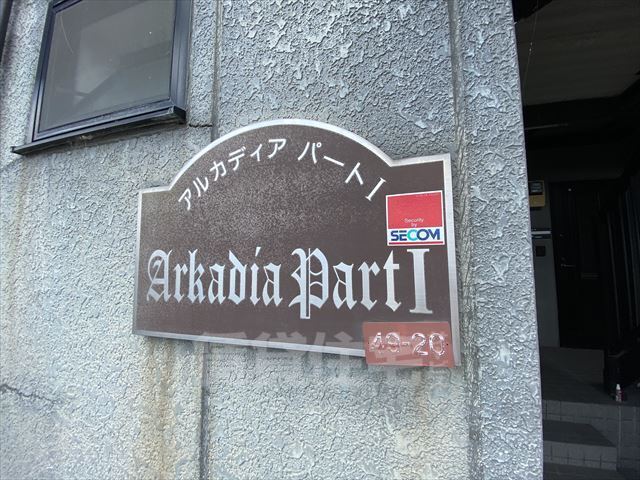 アルカディア パートI
Security
by
SECOM
Arkadia Part I
49-20